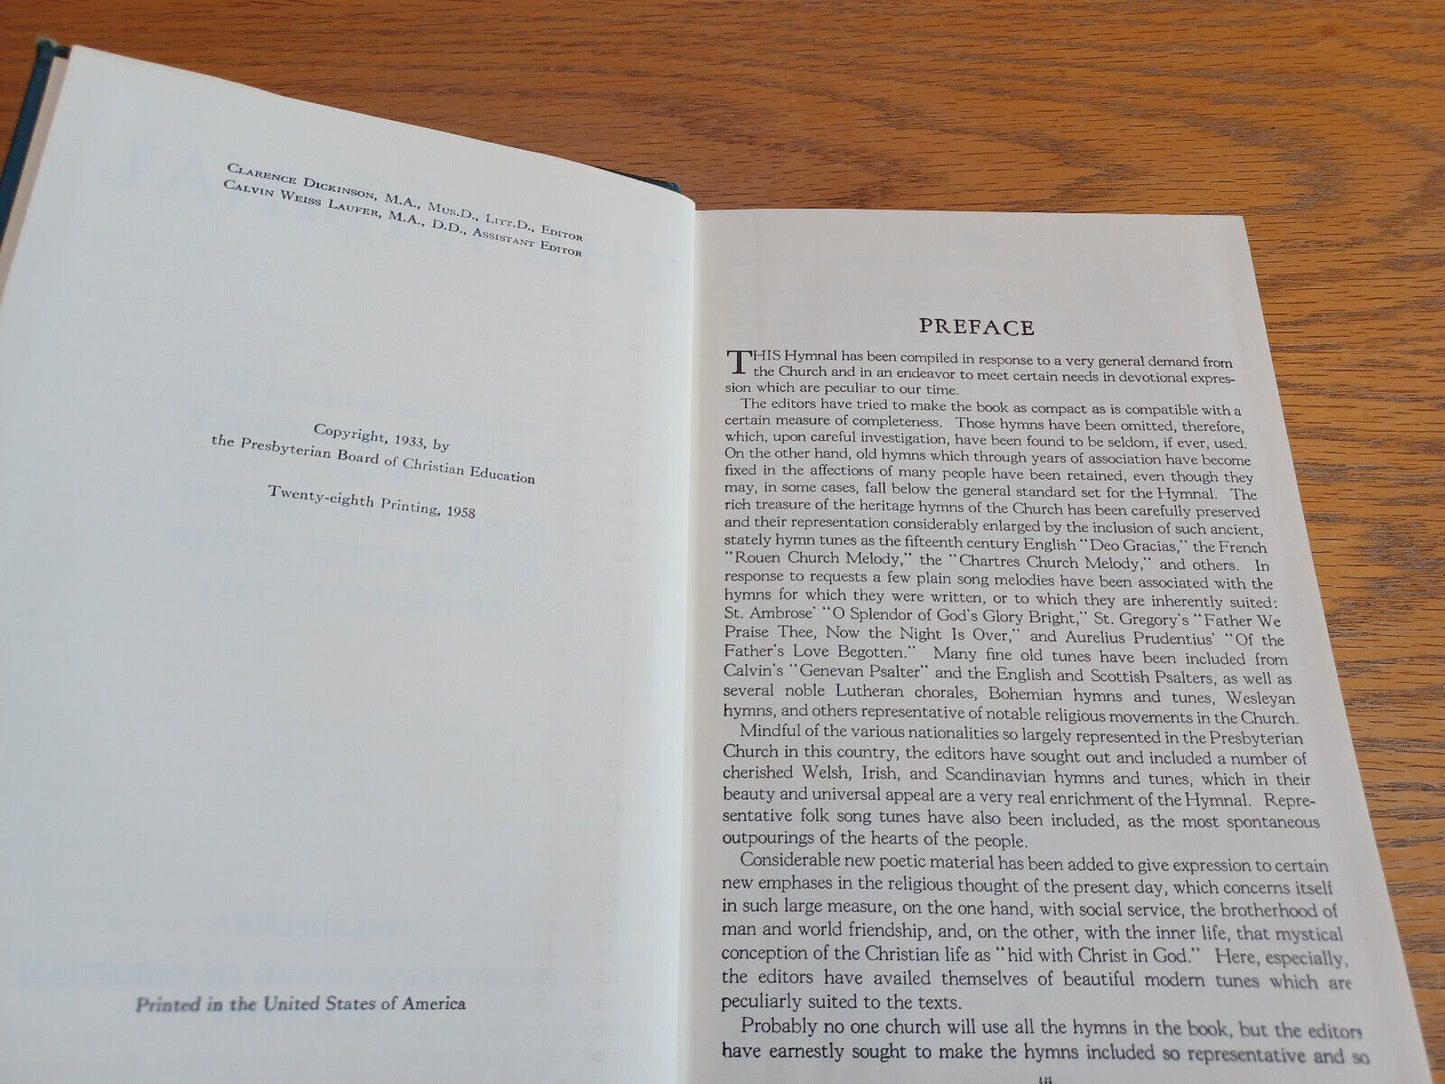 CLARENCE DICKINSON, M.A., MUS.D., LITT.D., EDITOR
CALVIN WEISS LAUFER, M.A., D.D., ASSISTANT EDITOR
Copyright, 1933, by
the Presbyterian Board of Christian Education
Twenty-eighth Printing, 1958
Printed in the United States of America
PREFACE
THIS Hymnal has been compiled in response to a very general demand from
the Church and in an endeavor to meet certain needs in devotional expres-
sion which are peculiar to our time.
The editors have tried to make the book as compact as is compatible with a
certain measure of completeness. Those hymns have been omitted, therefore,
which, upon careful investigation, have been found to be seldom, if ever, used.
On the other hand, old hymns which through years of association have become
fixed in the affections of many people have been retained, even though they
may, in some cases, fall below the general standard set for the Hymnal. The
rich treasure of the heritage hymns of the Church has been carefully preserved
and their representation considerably enlarged by the inclusion of such ancient,
stately hymn tunes as the fifteenth century English "Deo Gracias," the French
"Rouen Church Melody," the "Chartres Church Melody," and others. In
response to requests a few plain song melodies have been associated with the
hymns for which they were written, or to which they are inherently suited:
St. Ambrose' "O Splendor of God's Glory Bright," St. Gregory's "Father We
Praise Thee, Now the Night Is Over," and Aurelius Prudentius' "Of the
Father's Love Begotten." Many fine old tunes have been included from
Calvin's "Genevan Psalter" and the English and Scottish Psalters, as well as
several noble Lutheran chorales, Bohemian hymns and tunes, Wesleyan
hymns, and others representative of notable religious movements in the Church.
Mindful of the various nationalities so largely represented in the Presbyterian
Church in this country, the editors have sought out and included a number of
cherished Welsh, Irish, and Scandinavian hymns and tunes, which in their
beauty and universal appeal are a very real enrichment of the Hymnal. Repre-
sentative folk song tunes have also been included, as the most spontaneous
outpourings of the hearts of the people.
Considerable new poetic material has been added to give expression to certain
new emphases in the religious thought of the present day, which concerns itself
in such large measure, on the one hand, with social service, the brotherhood of
man and world friendship, and, on the other, with the inner life, that mystical
conception of the Christian life as "hid with Christ in God." Here, especially,
the editors have availed themselves of beautiful modern tunes which are
peculiarly suited to the texts.
Probably no one church will use all the hymns in the book, but the editors
have earnestly sought to make the hymns included so representative and so
iii